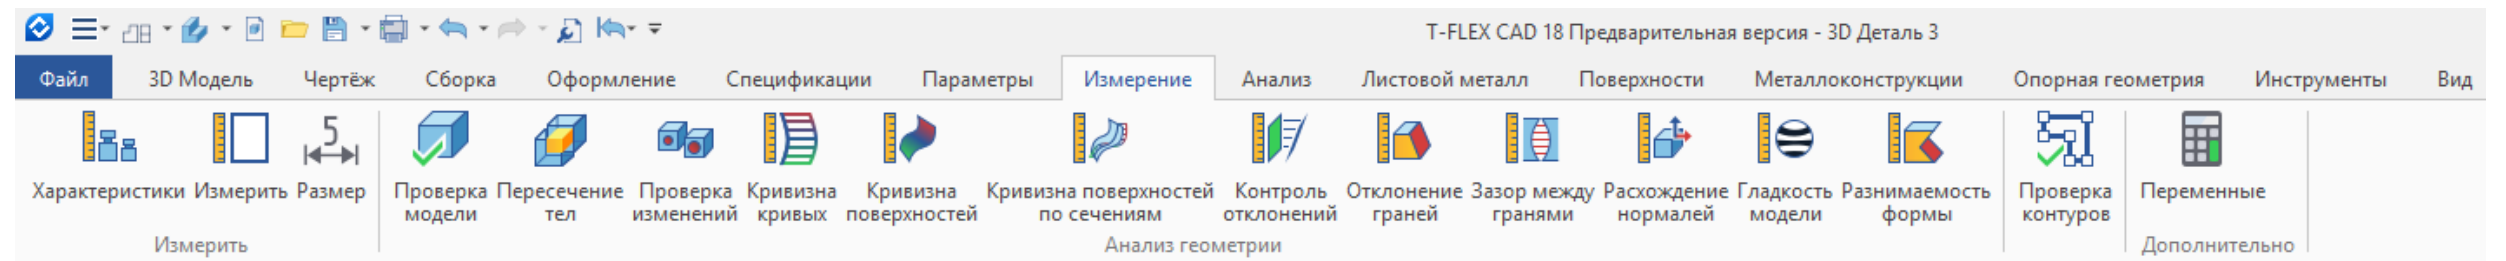 T-FLEX CAD 18 Предварительная версия - 3D Деталь 3
Файл 3D Модель Чертёж Сборка Оформление Спецификации Параметры Измерение Анализ Листовой металл Поверхности Металлоконструкции Опорная геометрия Инструменты Вид
5
Характеристики Измерить Размер Проверка Пересечение Проверка Кривизна Кривизна Кривизна поверхностей Контроль Отклонение Зазор между Расхождение Гладкость Разнимаемость Проверка Переменные
модели тел изменений кривых поверхностей по сечениям отклонений граней гранями нормалей модели формы контуров
Измерить Анализ геометрии Дополнительно